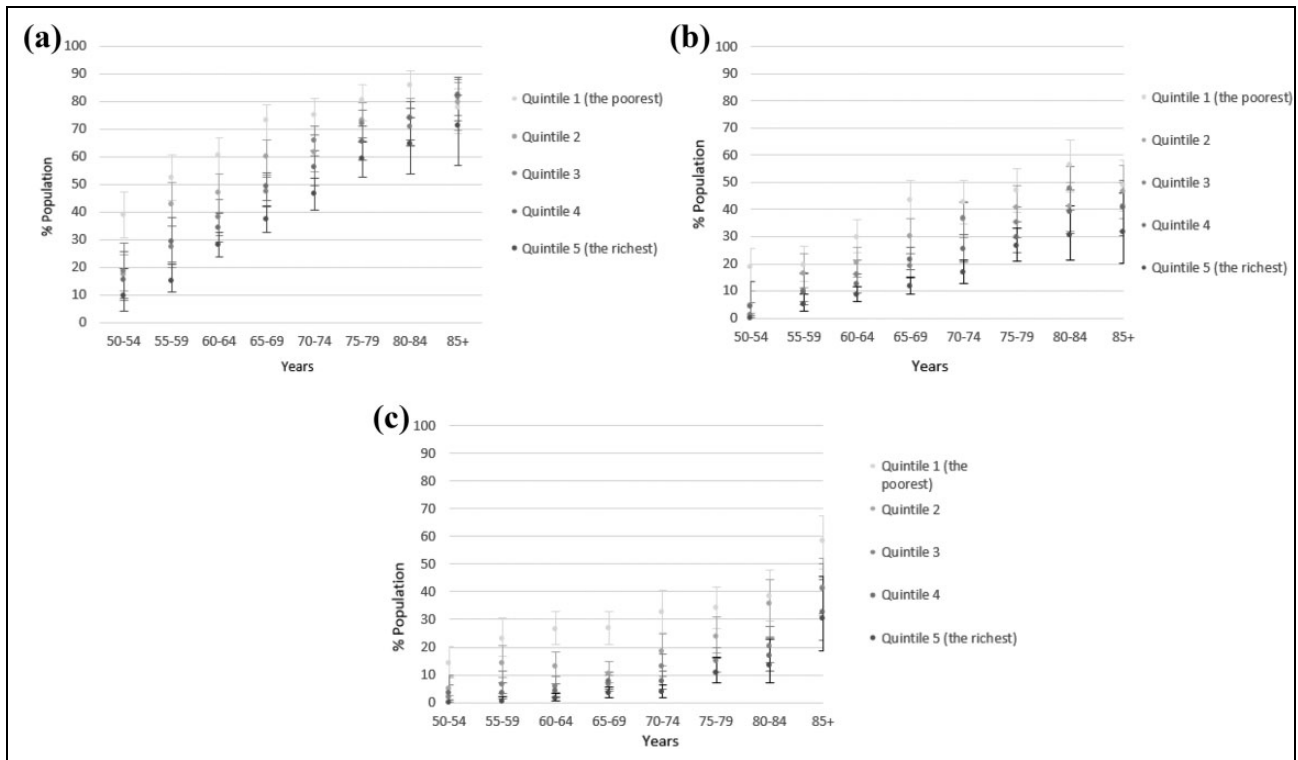 (a)
100
90
80
70
60
50
40
30
20
10
0
% Population
50-54 55-59 60-64 65-69 70-74 75-79 80-84 85+
Years
Quintile 1 (the poorest)
Quintile 2
Quintile 3
Quintile 4
Quintile 5 (the richest)
(b)
100
90
80
70
60
50
40
30
20
10
0
% Population
50-54 55-59 60-64 65-69 70-74 75-79 80-84 85+
Years
Quintile 1 (the poorest)
Quintile 2
Quintile 3
Quintile 4
Quintile 5 (the richest)
(c)
100
90
80
70
60
50
40
30
20
10
0
% Population
50-54 55-59 60-64 65-69 70-74 75-79 80-84 85+
Years
Quintile 1 (the
poorest)
Quintile 2
Quintile 3
Quintile 4
Quintile 5 (the richest)